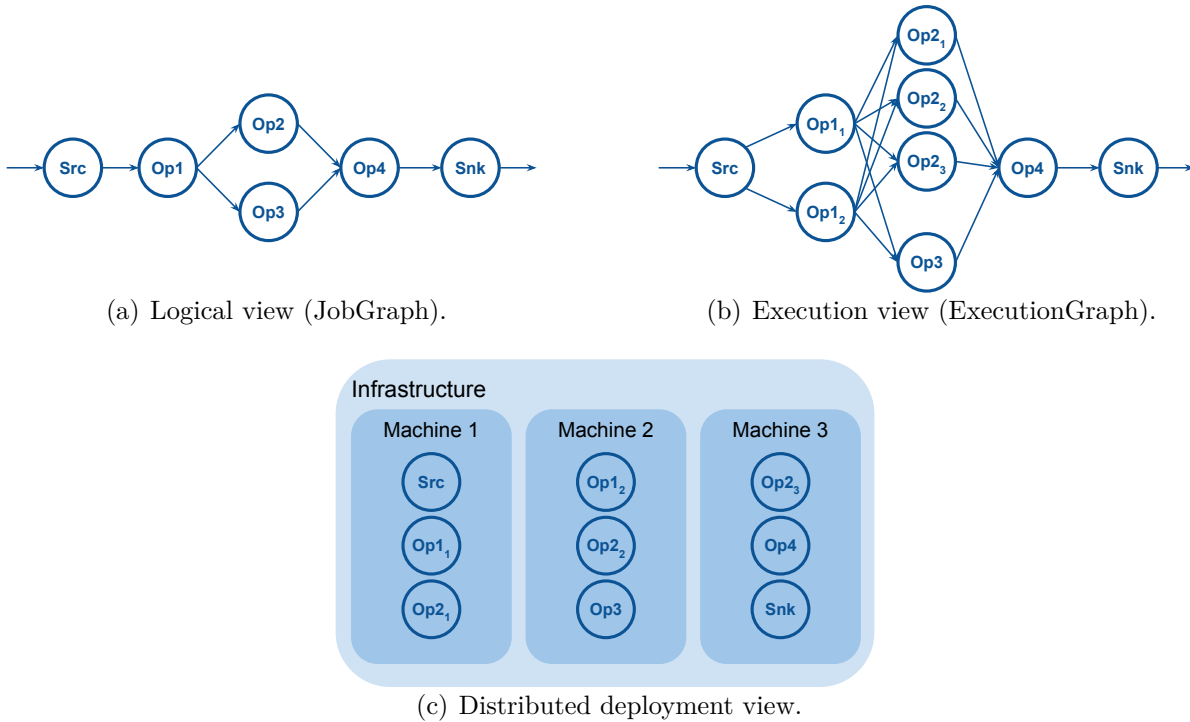 Src
Op1
Op2
Op3
Op4
Snk
(a) Logical view (JobGraph).
Src
Op1₁
Op1₂
Op2₁
Op2₂
Op2₃
Op3
Op4
Snk
(b) Execution view (ExecutionGraph).
Infrastructure
Machine 1
Src
Op1₁
Op2₁
Machine 2
Op1₂
Op2₂
Op3
Machine 3
Op2₃
Op4
Snk
(c) Distributed deployment view.